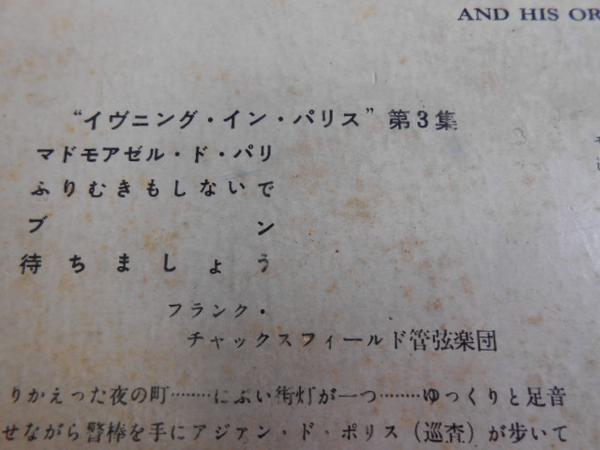 AND HIS OR
“イヴニング・イン・パリス”第3集
マドモアゼル・ド・パリ
ふりむきもしないで
ブン
待ちましょう
フランク・
チャックスフィールド管弦楽団
りかえった夜の町………にぶい街灯が一つ………ゆっくりと足音
せながら警棒を手にアジァン・ド・ポリス（巡査）が歩いて